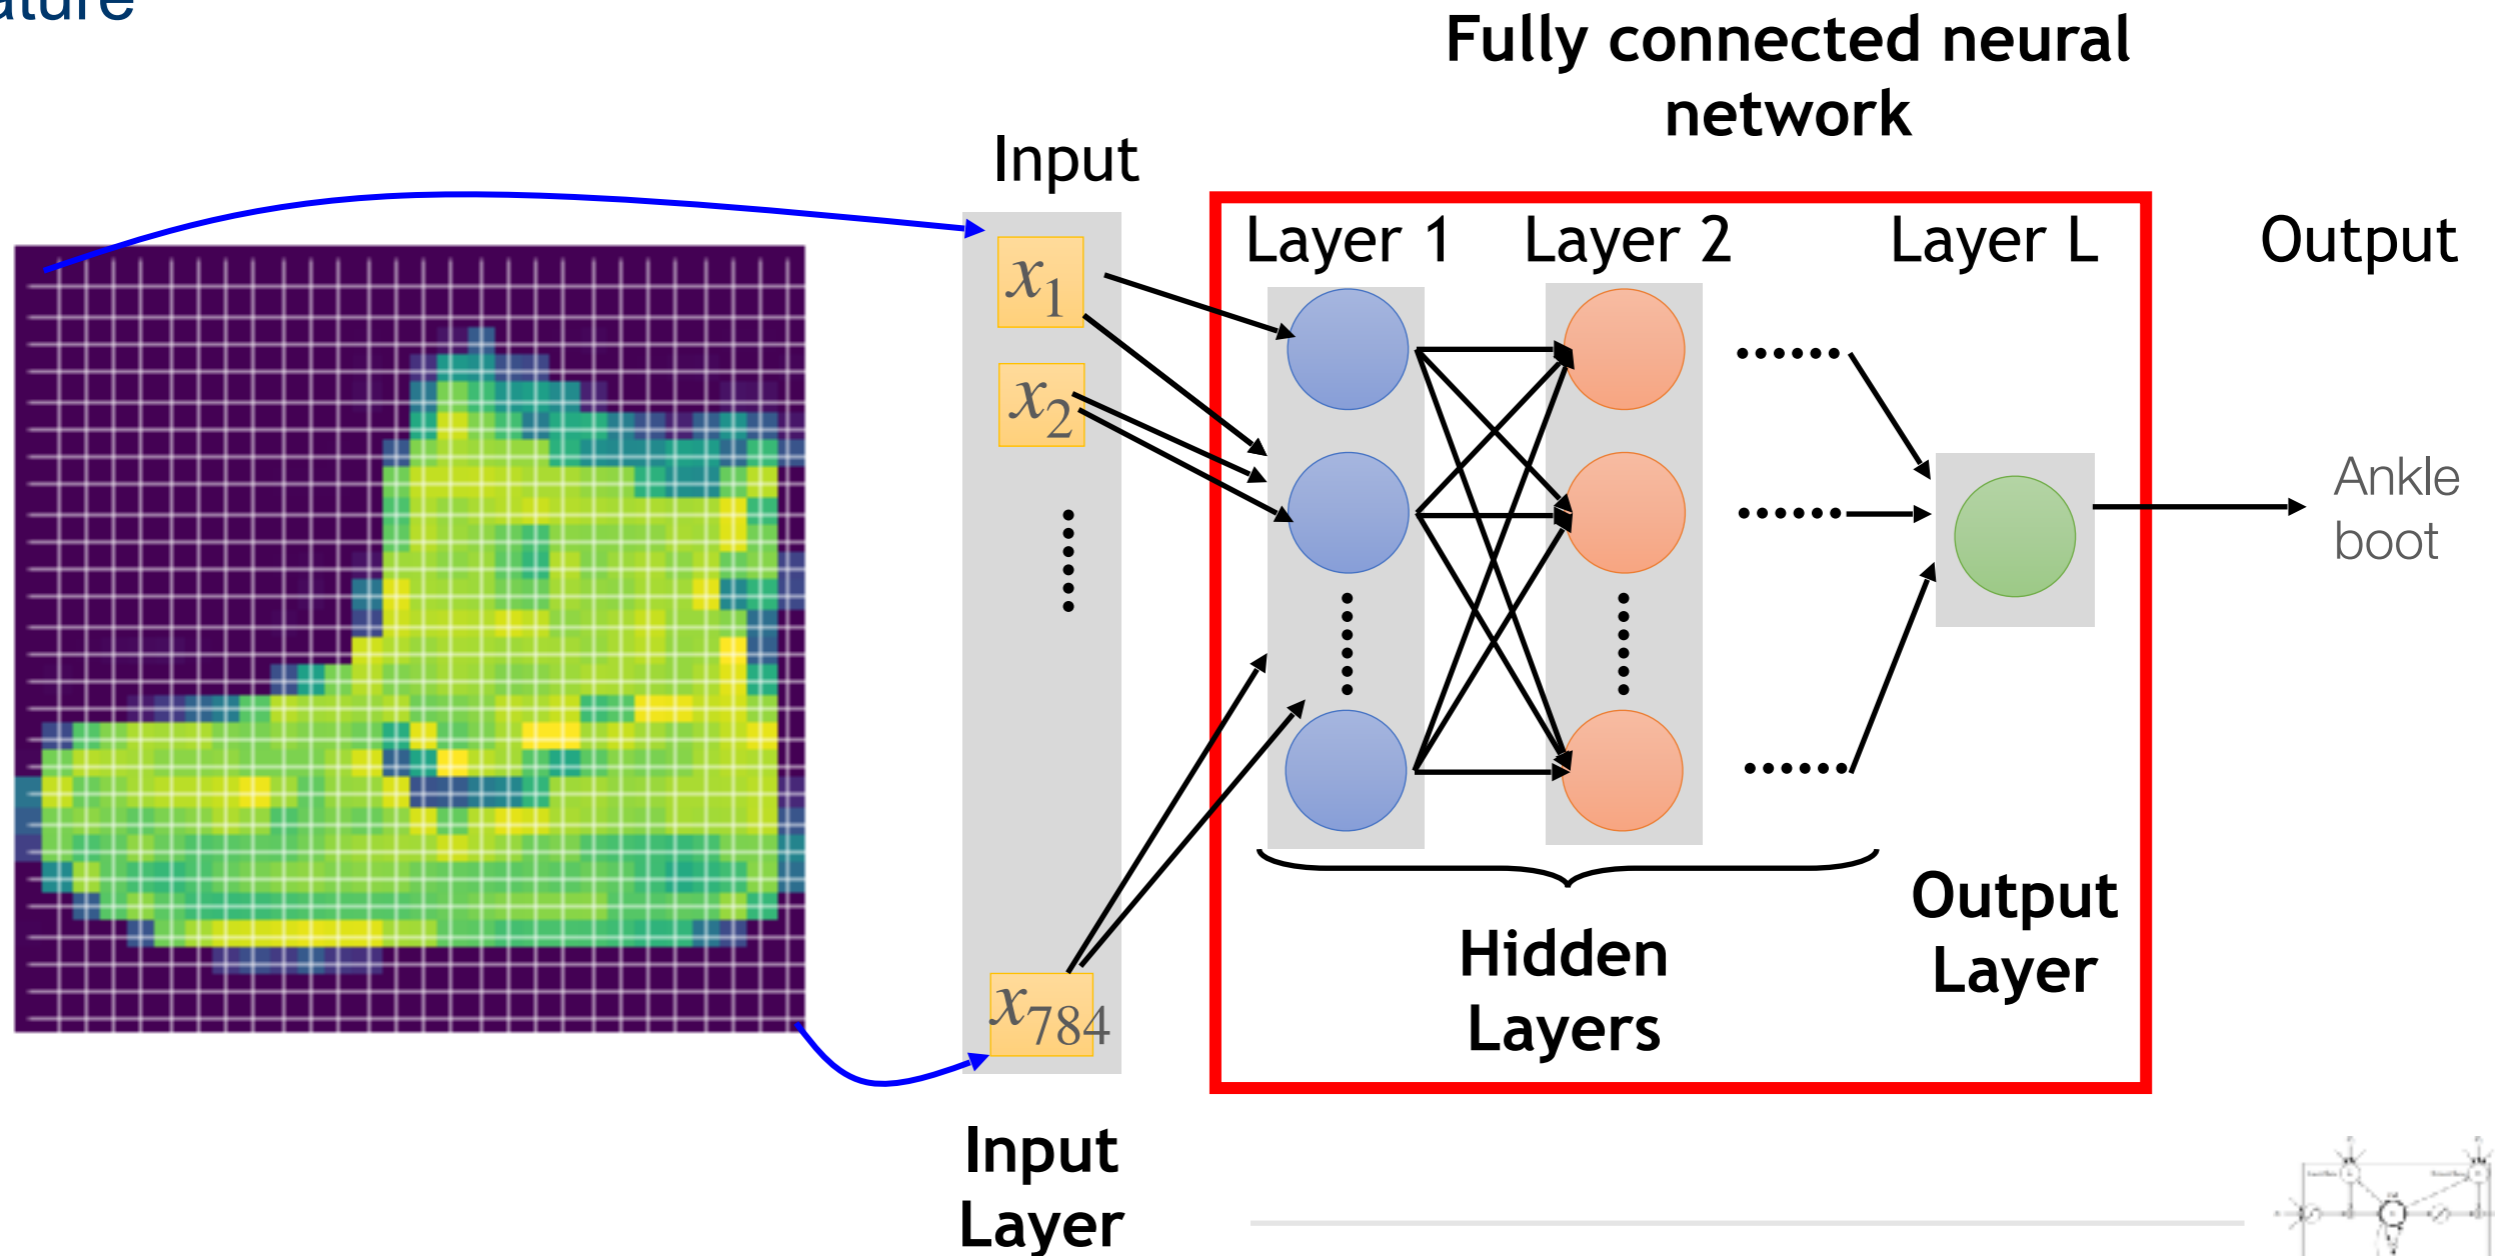 Fully connected neural
network
Input
Layer 1
Layer 2
Layer L
Output
x1
x2
x784
Ankle
boot
Hidden
Layers
Output
Layer
Input
Layer